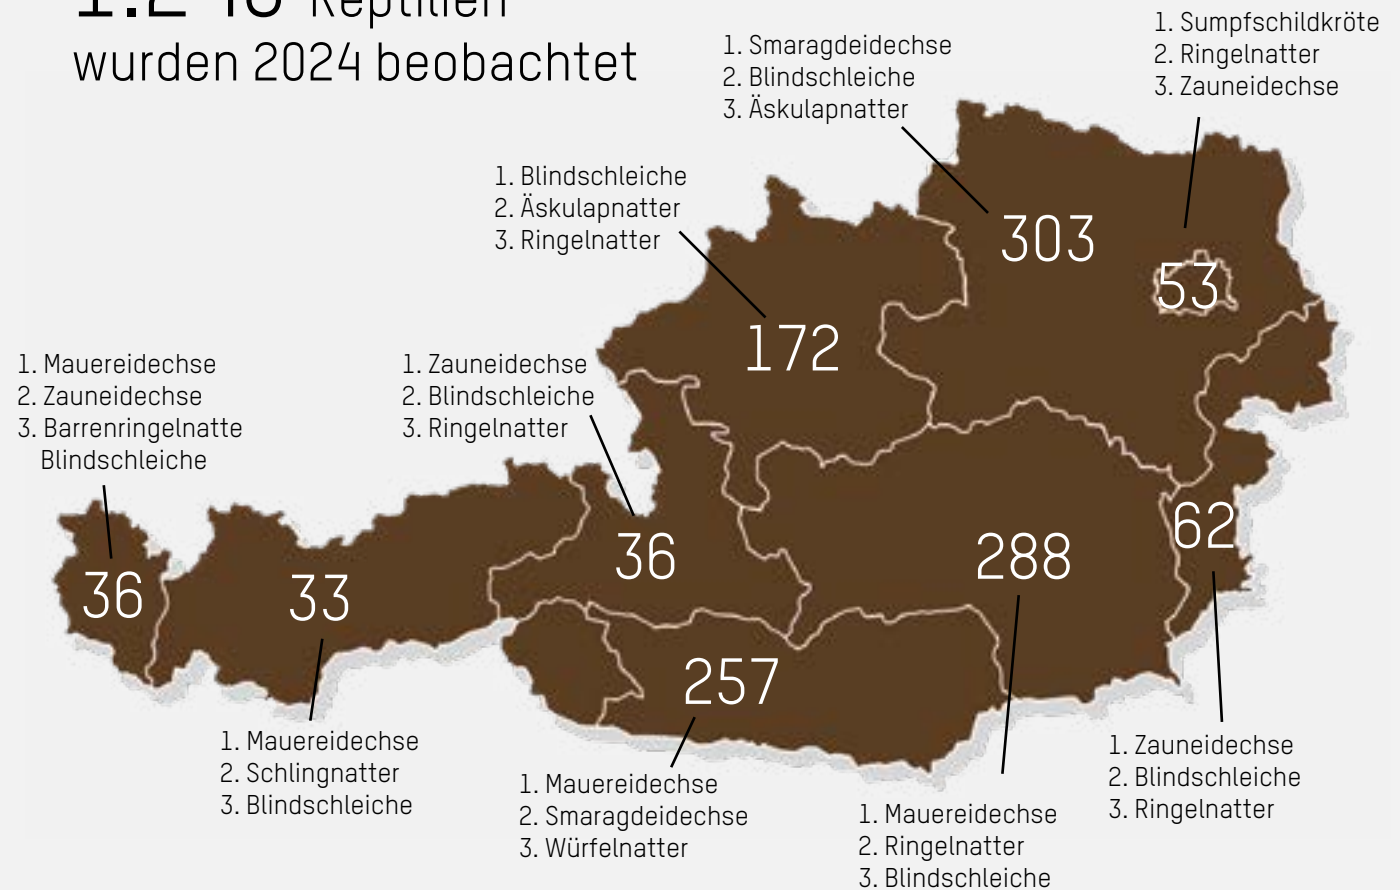 1.240 Reptilien
wurden 2024 beobachtet
1. Sumpfschildkröte
2. Ringelnatter
3. Zauneidechse
1. Smaragdeidechse
2. Blindschleiche
3. Äskulapnatter
1. Blindschleiche
2. Äskulapnatter
3. Ringelnatter
303
53
172
1. Mauereidechse
2. Zauneidechse
3. Barrenringelnatte
Blindschleiche
1. Zauneidechse
2. Blindschleiche
3. Ringelnatter
36
33
36
288
62
257
1. Mauereidechse
2. Schlingnatter
3. Blindschleiche
1. Mauereidechse
2. Smaragdeidechse
3. Würfelnatter
1. Mauereidechse
2. Ringelnatter
3. Blindschleiche
1. Zauneidechse
2. Blindschleiche
3. Ringelnatter